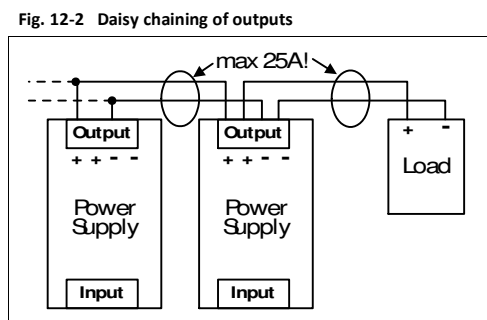 Fig. 12-2 Daisy chaining of outputs
max 25A!
Output Output + -
+ + - - + + - - Load
Power Supply Power Supply
Input Input